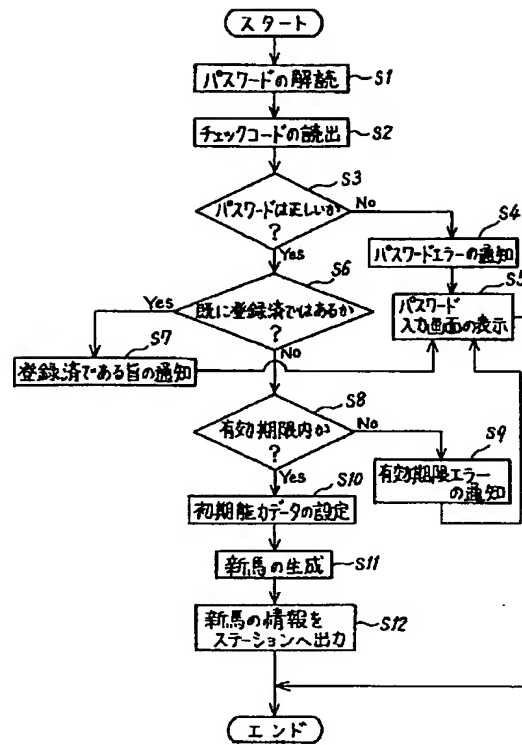 スタート
パスワードの解読
S1
チェックコードの読出
S2
S3
パスワードは正しいか
?
No
Yes
S4
パスワードエラーの通知
S5
パスワード
入力画面の表示
S6
既に登録済ではあるか
?
Yes
No
S7
登録済である旨の通知
S8
有効期限内か
?
No
Yes
S9
有効期限エラー
の通知
S10
初期能力データの設定
新馬の生成
S11
新馬の情報を
ステーションへ出力
S12
エンド